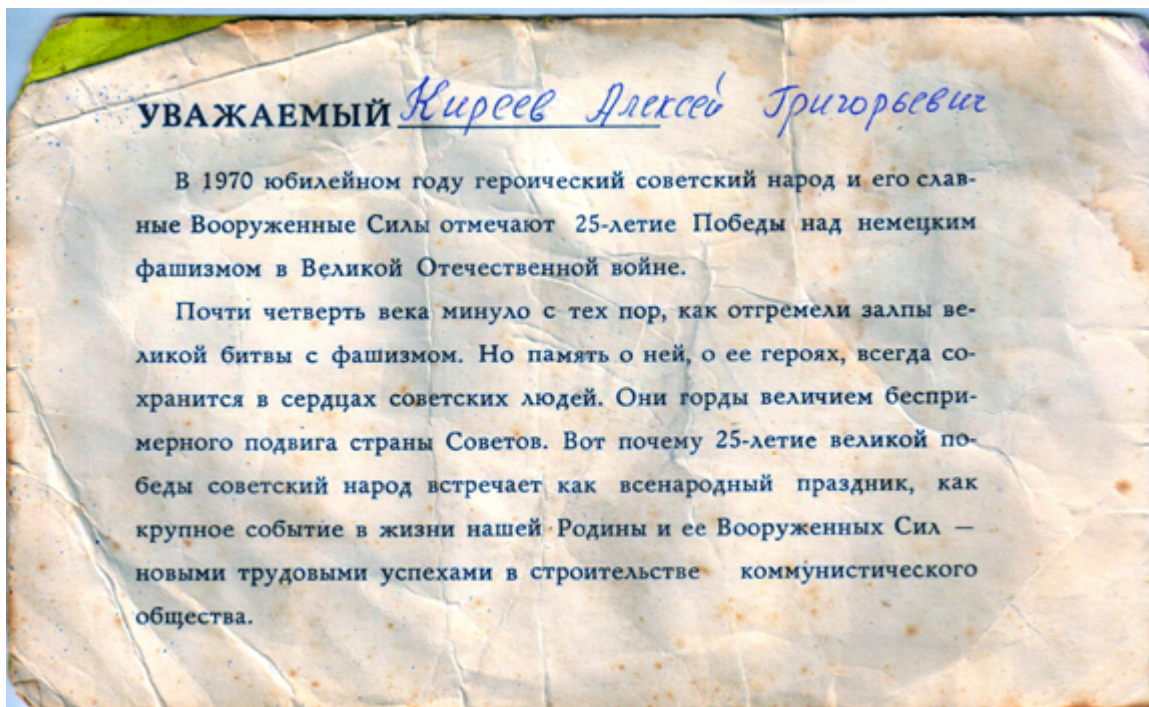 УВАЖАЕМЫЙ Киреев Алексей Григорьевич
В 1970 юбилейном году героический советский народ и его слав-
ные Вооруженные Силы отмечают 25-летие Победы над немецким
фашизмом в Великой Отечественной войне.
Почти четверть века минуло с тех пор, как отгремели залпы ве-
ликой битвы с фашизмом. Но память о ней, о ее героях, всегда со-
хранится в сердцах советских людей. Они горды величием беспри-
мерного подвига страны Советов. Вот почему 25-летие великой по-
беды советский народ встречает как всенародный праздник, как
крупное событие в жизни нашей Родины и ее Вооруженных Сил —
новыми трудовыми успехами в строительстве коммунистического
общества.